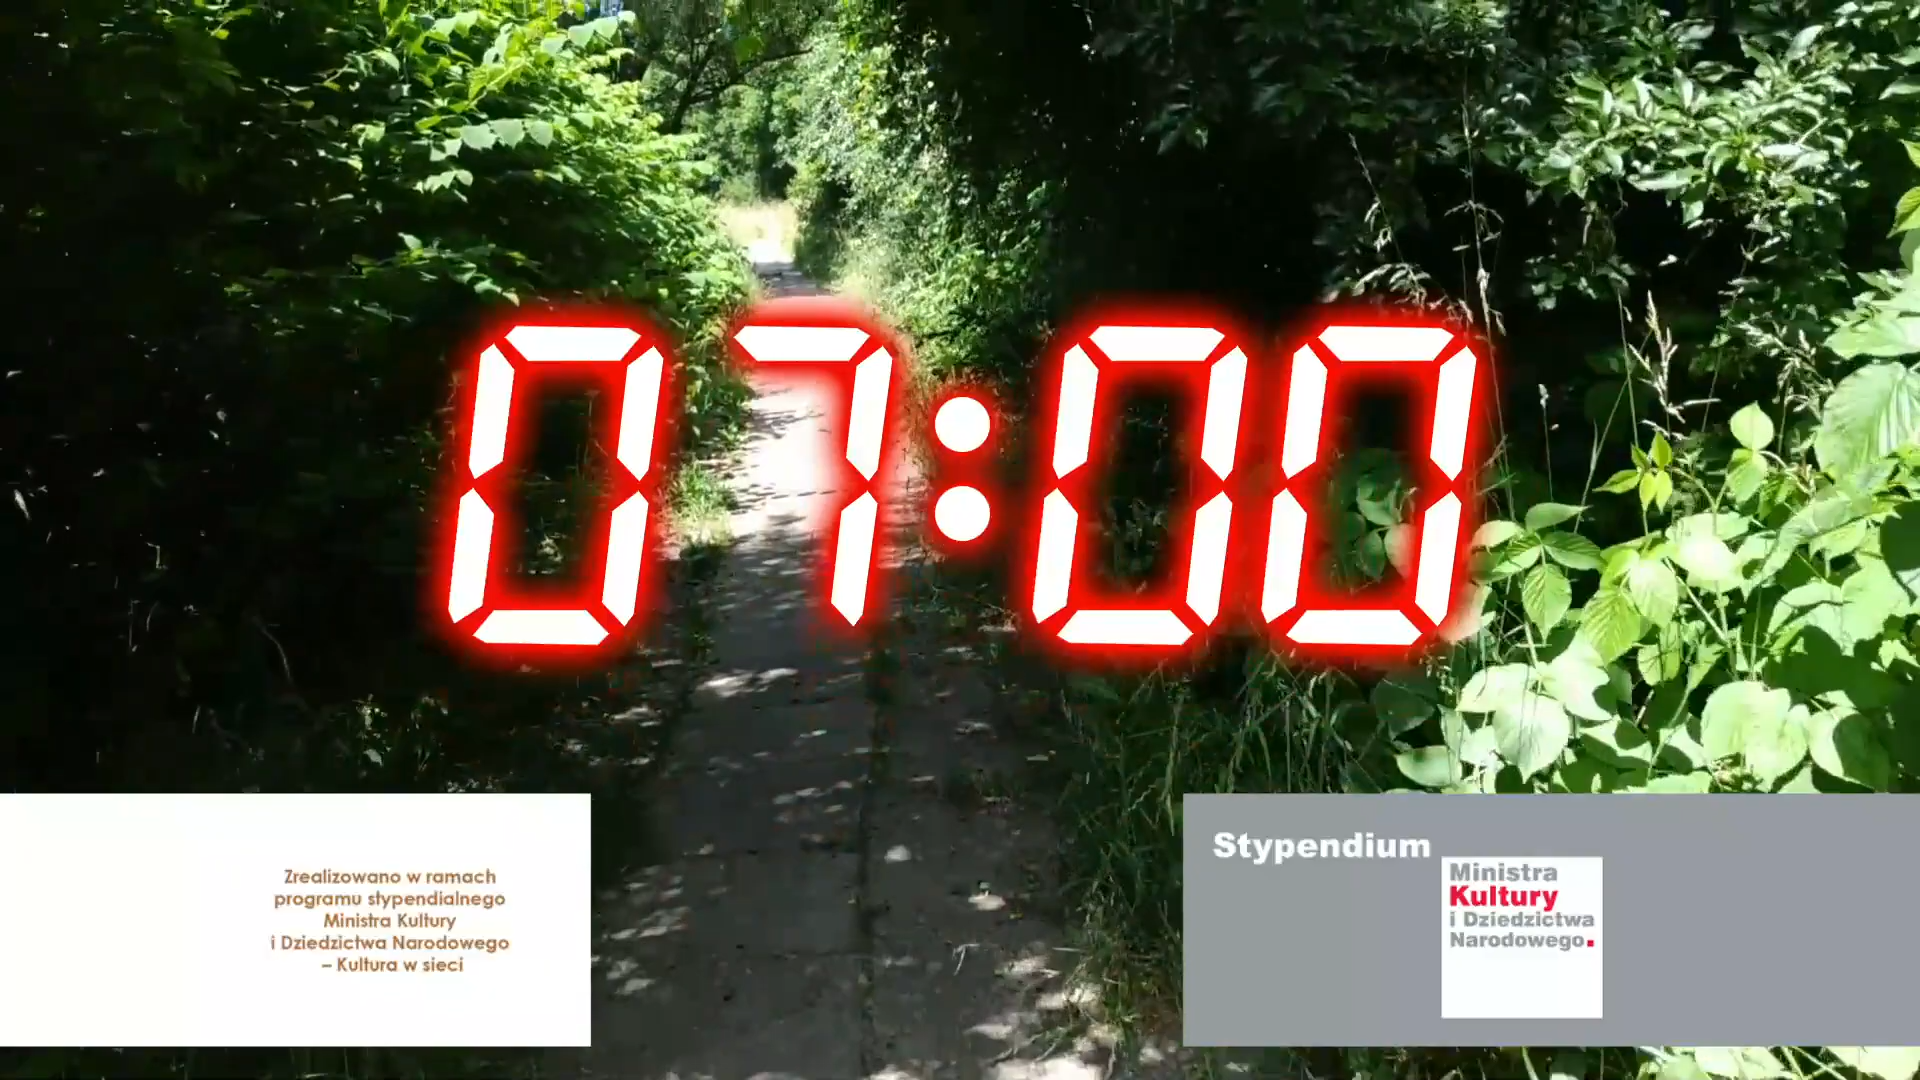 07:00
Zrealizowano w ramach
programu stypendialnego
Ministra Kultury
i Dziedzictwa Narodowego
– Kultura w sieci
Stypendium
Ministra
Kultury
i Dziedzictwa
Narodowego.